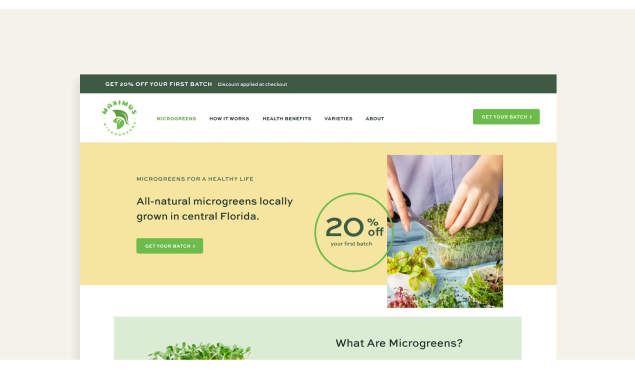 GET 20% OFF YOUR FIRST BATCH Discount applied at checkout
MAXIMUS
MICROGREENS
MICROGREENS HOW IT WORKS HEALTH BENEFITS VARIETIES ABOUT
GET YOUR BATCH ›
MICROGREENS FOR A HEALTHY LIFE
All-natural microgreens locally
grown in central Florida.
GET YOUR BATCH ›
20% off
your first batch
What Are Microgreens?